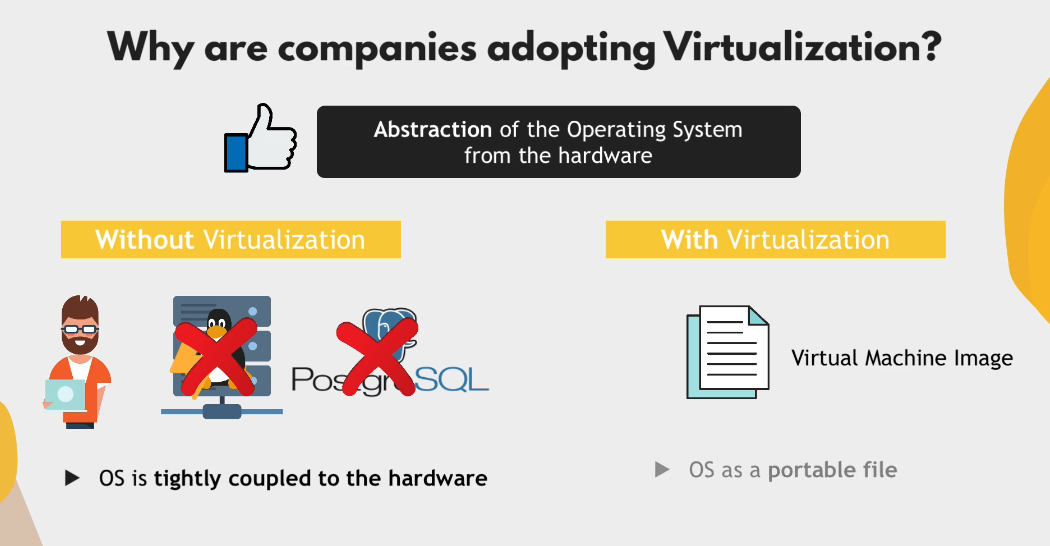 Why are companies adopting Virtualization?
Abstraction of the Operating System
from the hardware
Without Virtualization
With Virtualization
PostgreSQL
Virtual Machine Image
OS is tightly coupled to the hardware
OS as a portable file